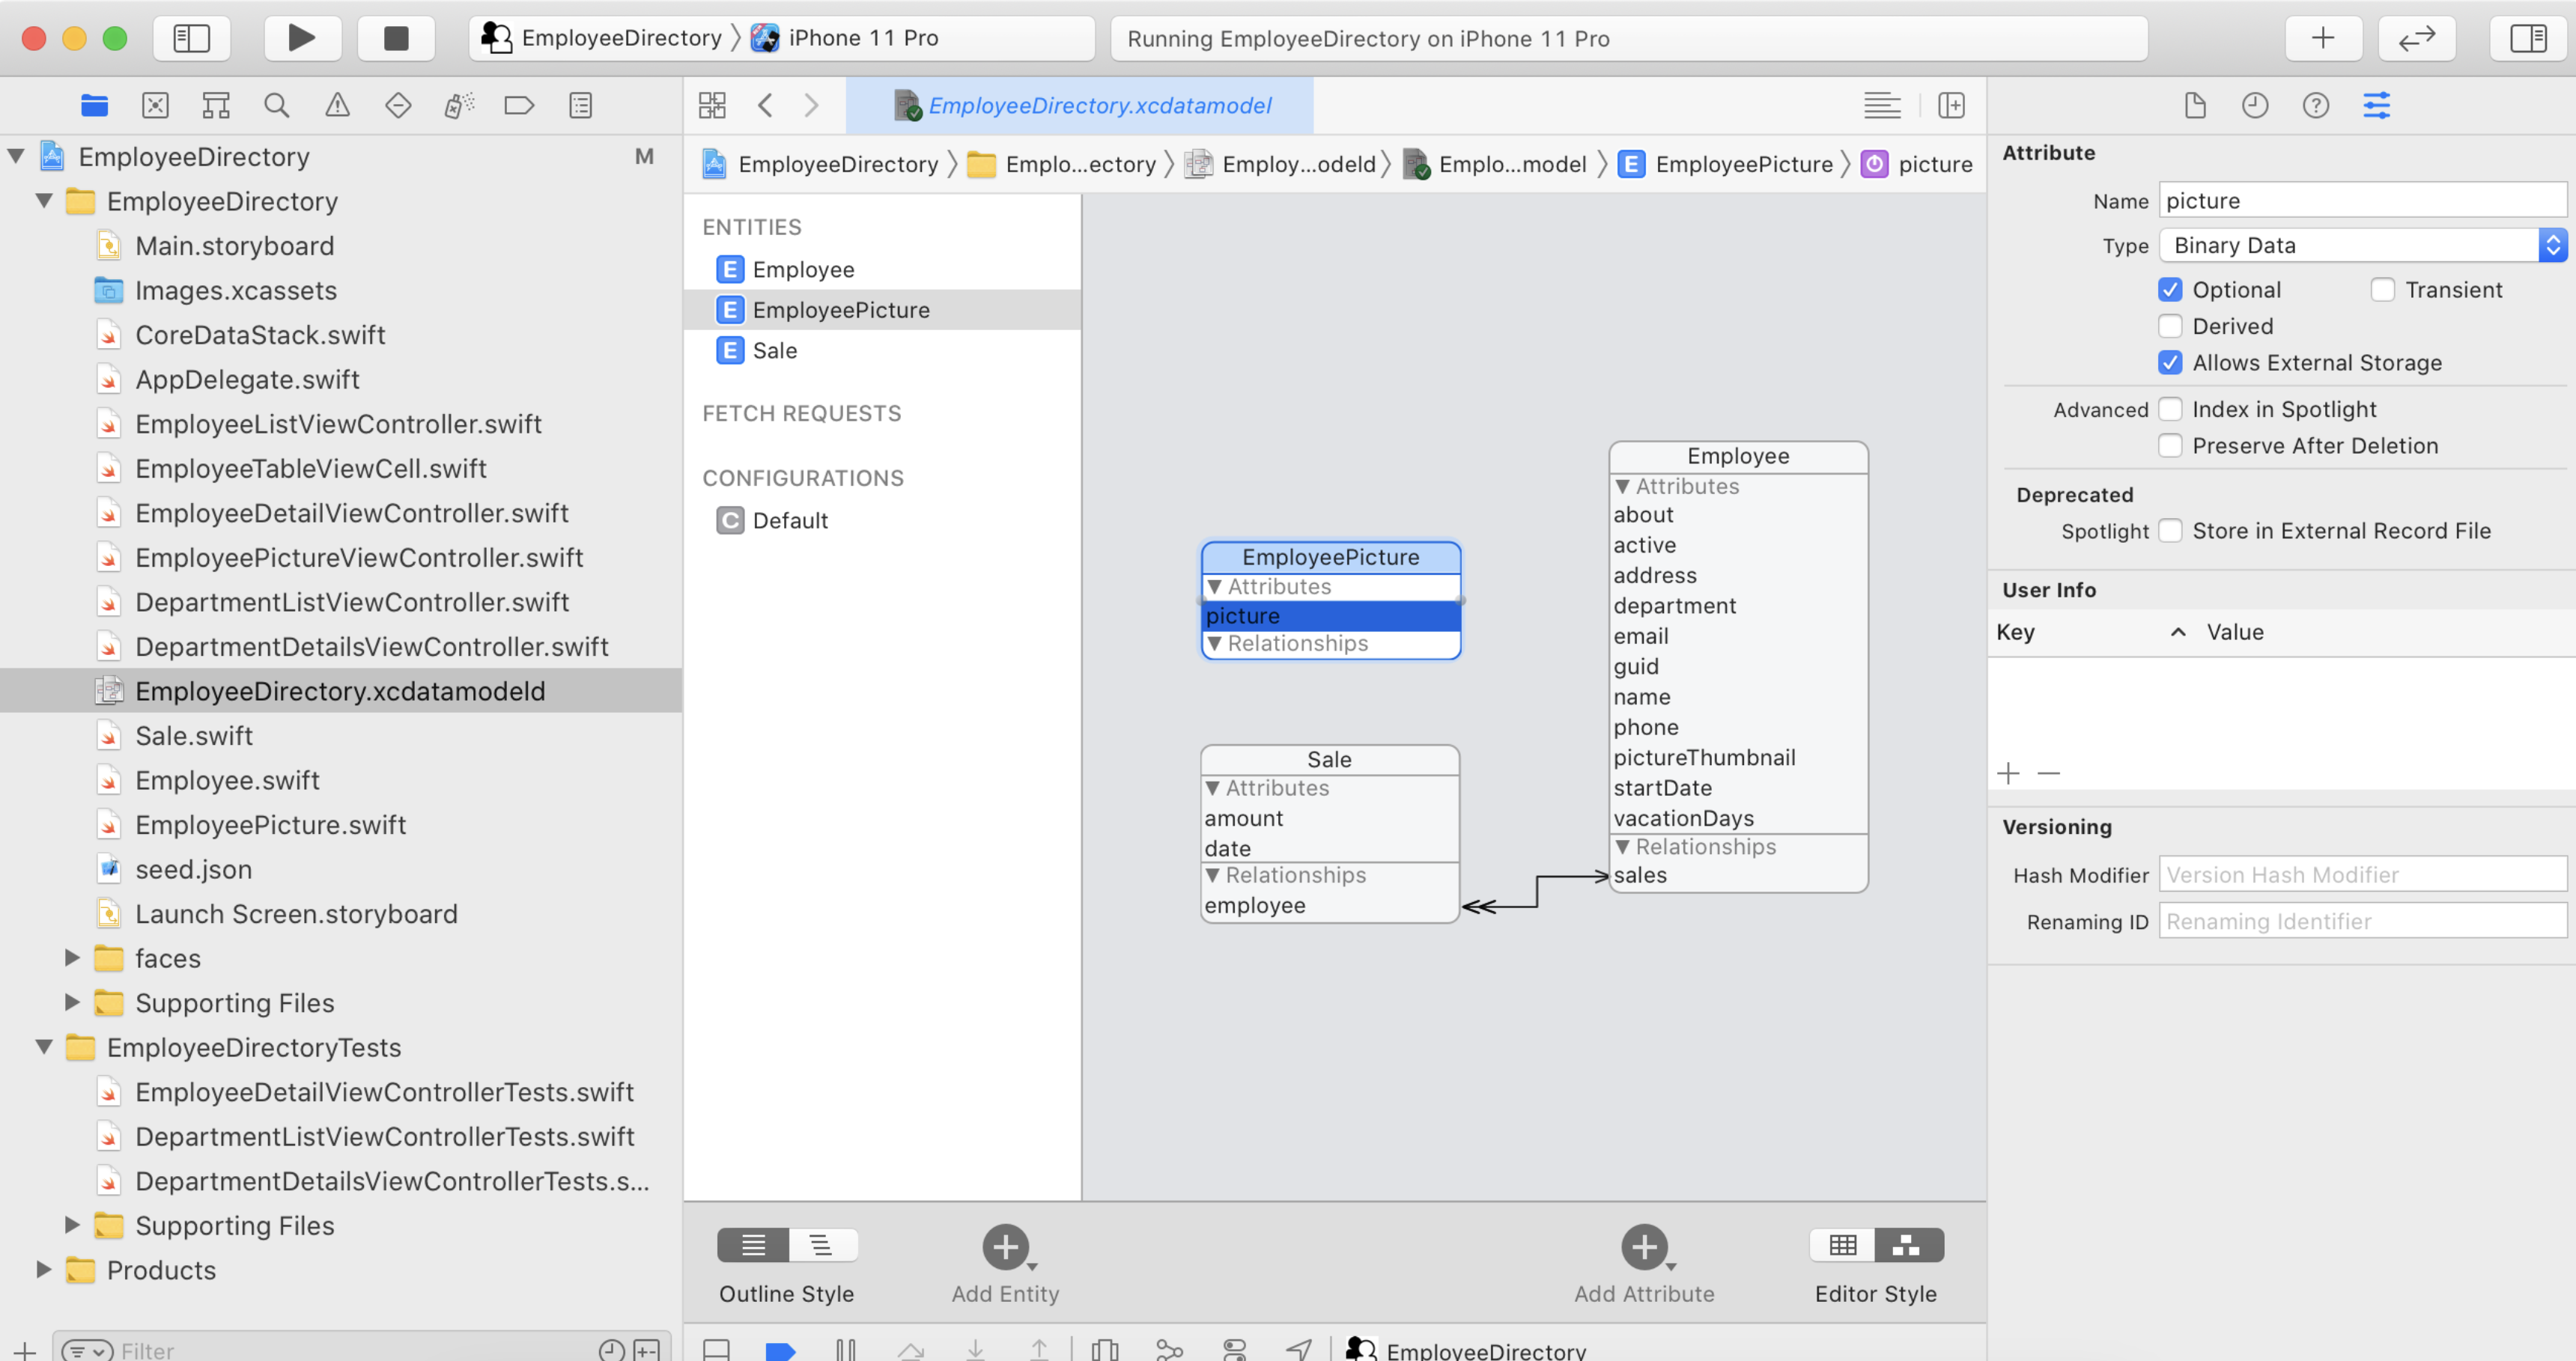 EmployeeDirectory iPhone 11 Pro
Running EmployeeDirectory on iPhone 11 Pro
EmployeeDirectory M
EmployeeDirectory
Main.storyboard
Images.xcassets
CoreDataStack.swift
AppDelegate.swift
EmployeeListViewController.swift
EmployeeTableViewCell.swift
EmployeeDetailViewController.swift
EmployeePictureViewController.swift
DepartmentListViewController.swift
DepartmentDetailsViewController.swift
EmployeeDirectory.xcdatamodeld
Sale.swift
Employee.swift
EmployeePicture.swift
seed.json
Launch Screen.storyboard
faces
Supporting Files
EmployeeDirectoryTests
EmployeeDetailViewControllerTests.swift
DepartmentListViewControllerTests.swift
DepartmentDetailsViewControllerTests.s...
Supporting Files
Products
Filter
EmployeeDirectory.xcdatamodel
EmployeeDirectory Emplo...ectory Employ...odeld Emplo...model E EmployeePicture picture
ENTITIES
E Employee
E EmployeePicture
E Sale
FETCH REQUESTS
CONFIGURATIONS
C Default
EmployeePicture
Attributes
picture
Relationships
Sale
Attributes
amount
date
Relationships
employee
Employee
Attributes
about
active
address
department
email
guid
name
phone
pictureThumbnail
startDate
vacationDays
Relationships
sales
Outline Style
Add Entity
Add Attribute
Editor Style
EmployeeDirectory
Attribute
Name picture
Type Binary Data
Optional Transient
Derived
Allows External Storage
Advanced Index in Spotlight
Preserve After Deletion
Deprecated
Spotlight Store in External Record File
User Info
Key Value
Versioning
Hash Modifier Version Hash Modifier
Renaming ID Renaming Identifier